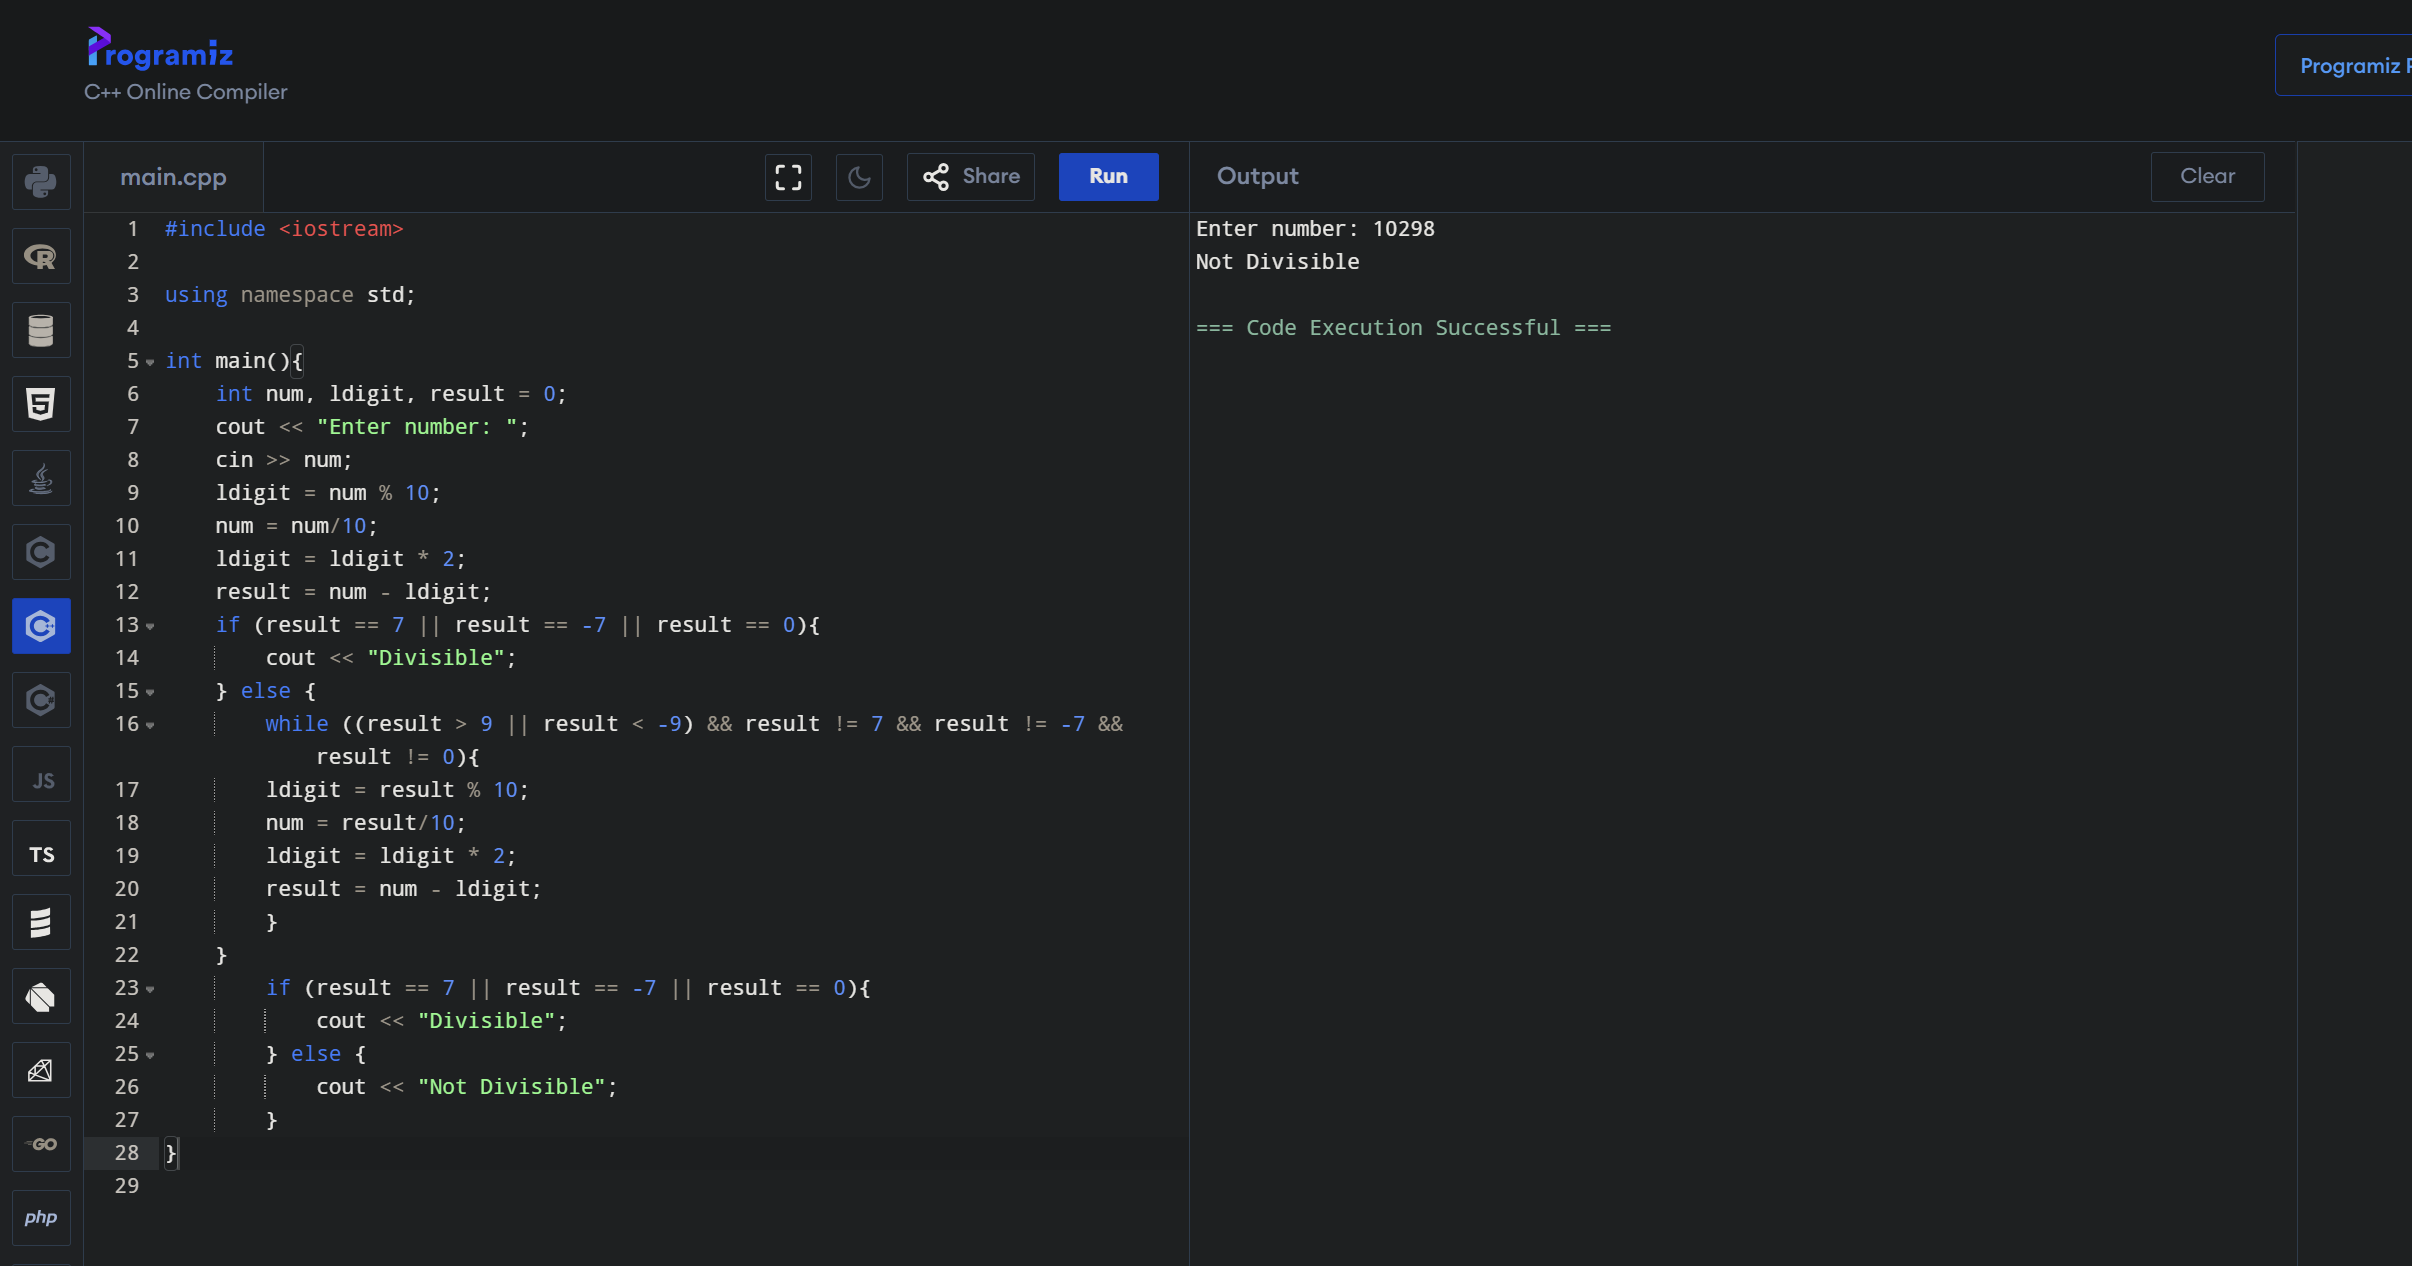 Programiz
C++ Online Compiler
Programiz P
main.cpp
Share
Run
Output
Clear
1 #include <iostream>
2
3 using namespace std;
4
5 int main(){
6     int num, ldigit, result = 0;
7     cout << "Enter number: ";
8     cin >> num;
9     ldigit = num % 10;
10     num = num/10;
11     ldigit = ldigit * 2;
12     result = num - ldigit;
13     if (result == 7 || result == -7 || result == 0){
14         cout << "Divisible";
15     } else {
16         while ((result > 9 || result < -9) && result != 7 && result != -7 &&
            result != 0){
17         ldigit = result % 10;
18         num = result/10;
19         ldigit = ldigit * 2;
20         result = num - ldigit;
21         }
22     }
23         if (result == 7 || result == -7 || result == 0){
24             cout << "Divisible";
25         } else {
26             cout << "Not Divisible";
27         }
28 }
29
Enter number: 10298
Not Divisible
=== Code Execution Successful ===
R
5
C
C++
C
JS
TS
GO
php